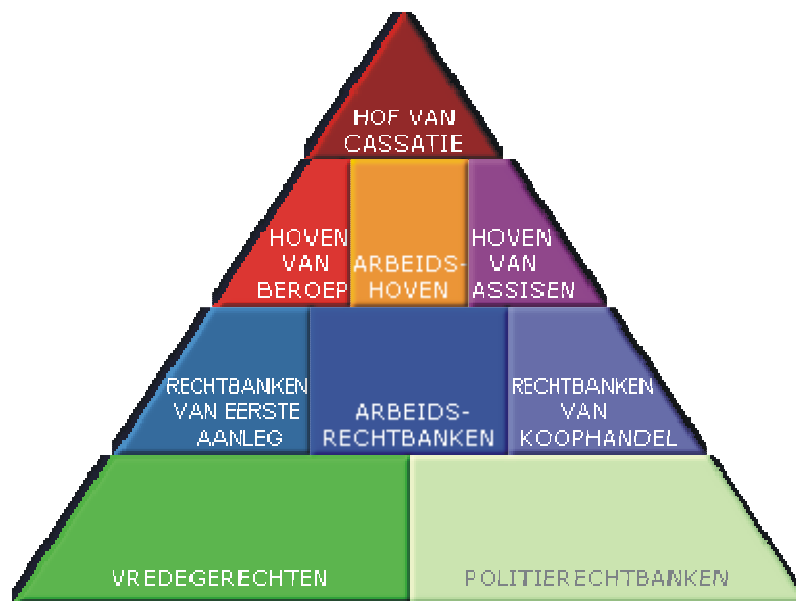 HOF VAN
CASSATIE
HOVEN
VAN
BEROEP
ARBEIDS-
HOVEN
HOVEN
VAN
ASSISEN
RECHTBANKEN
VAN EERSTE
AANLEG
ARBEIDS-
RECHTBANKEN
RECHTBANKEN
VAN
KOOPHANDEL
VREDEGERECHTEN
POLITIERECHTBANKEN